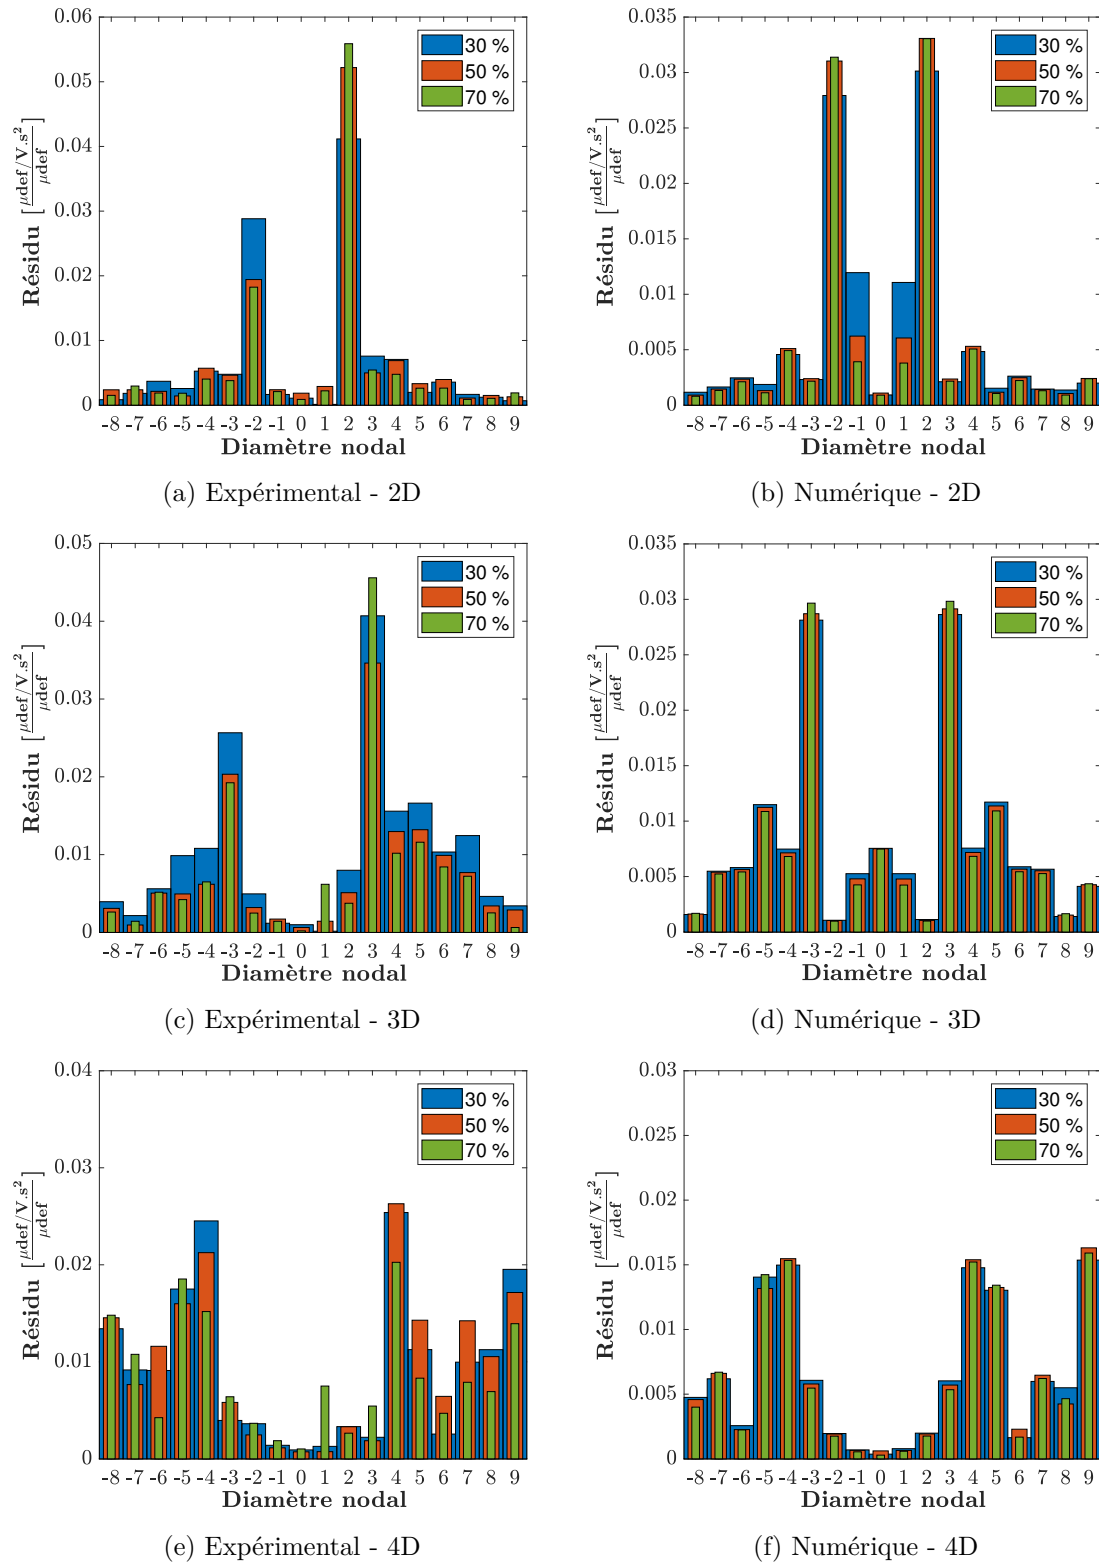 0.06
0.05
0.04
0.03
0.02
0.01
0
Résidu [μdef/V.s²/μdef]
30 %
50 %
70 %
-8 -7 -6 -5 -4 -3 -2 -1 0 1 2 3 4 5 6 7 8 9
Diamètre nodal
(a) Expérimental - 2D
0.035
0.03
0.025
0.02
0.015
0.01
0.005
0
Résidu [μdef/V.s²/μdef]
30 %
50 %
70 %
-8 -7 -6 -5 -4 -3 -2 -1 0 1 2 3 4 5 6 7 8 9
Diamètre nodal
(b) Numérique - 2D
0.05
0.04
0.03
0.02
0.01
0
Résidu [μdef/V.s²/μdef]
30 %
50 %
70 %
-8 -7 -6 -5 -4 -3 -2 -1 0 1 2 3 4 5 6 7 8 9
Diamètre nodal
(c) Expérimental - 3D
0.035
0.03
0.025
0.02
0.015
0.01
0.005
0
Résidu [μdef/V.s²/μdef]
30 %
50 %
70 %
-8 -7 -6 -5 -4 -3 -2 -1 0 1 2 3 4 5 6 7 8 9
Diamètre nodal
(d) Numérique - 3D
0.04
0.03
0.02
0.01
0
Résidu [μdef/V.s²/μdef]
30 %
50 %
70 %
-8 -7 -6 -5 -4 -3 -2 -1 0 1 2 3 4 5 6 7 8 9
Diamètre nodal
(e) Expérimental - 4D
0.03
0.025
0.02
0.015
0.01
0.005
0
Résidu [μdef/V.s²/μdef]
30 %
50 %
70 %
-8 -7 -6 -5 -4 -3 -2 -1 0 1 2 3 4 5 6 7 8 9
Diamètre nodal
(f) Numérique - 4D